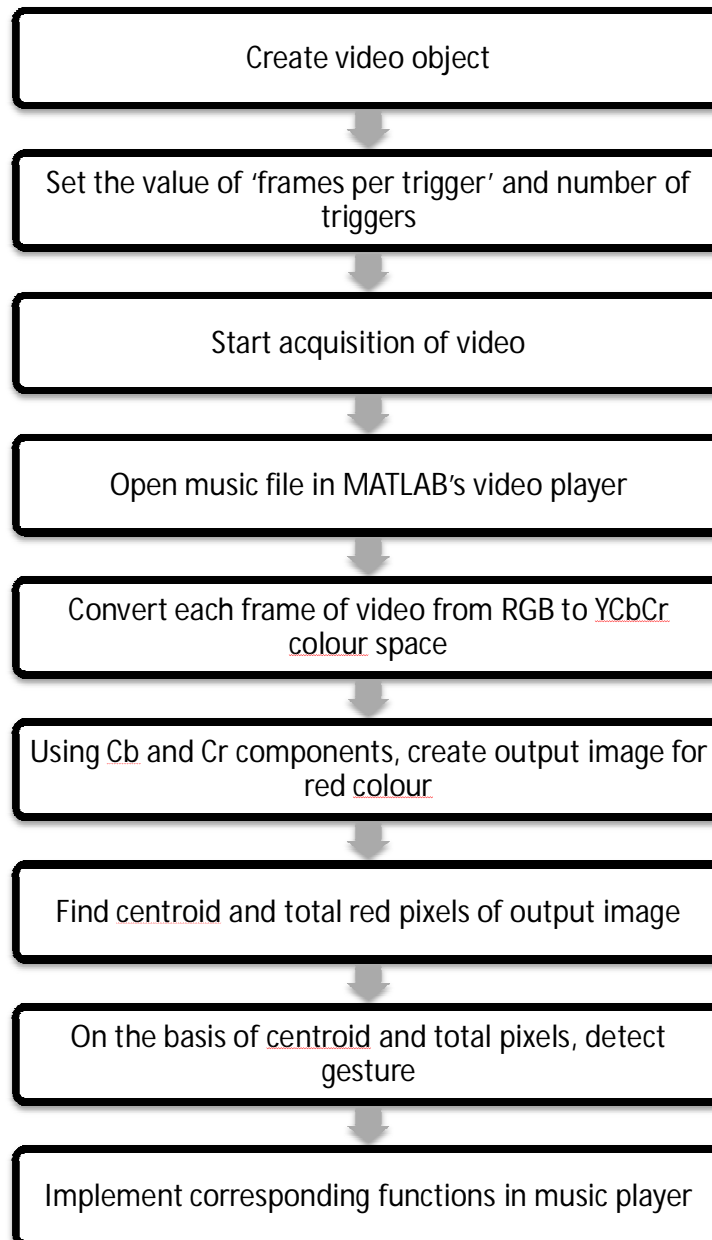 Create video object
Set the value of ‘frames per trigger’ and number of
triggers
Start acquisition of video
Open music file in MATLAB’s video player
Convert each frame of video from RGB to YCbCr
colour space
Using Cb and Cr components, create output image for
red colour
Find centroid and total red pixels of output image
On the basis of centroid and total pixels, detect
gesture
Implement corresponding functions in music player